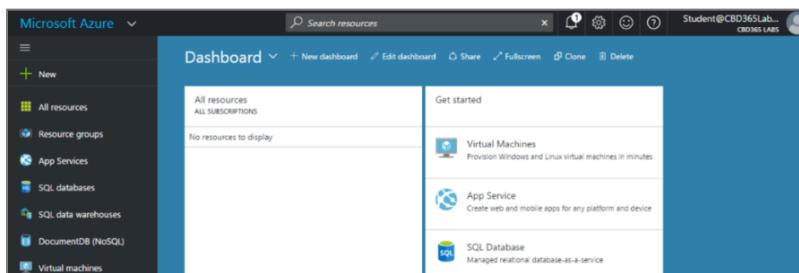 Microsoft Azure
Search resources
1
Student@CBD365Lab...
CBD365 LABS
New
All resources
Resource groups
App Services
SQL databases
SQL data warehouses
DocumentDB (NoSQL)
Virtual machines
Dashboard
+ New dashboard
Edit dashboard
Share
Fullscreen
Clone
Delete
All resources
ALL SUBSCRIPTIONS
No resources to display
Get started
Virtual Machines
Provision Windows and Linux virtual machines in minutes
App Service
Create web and mobile apps for any platform and device
SQL
SQL Database
Managed relational database-as-a-service